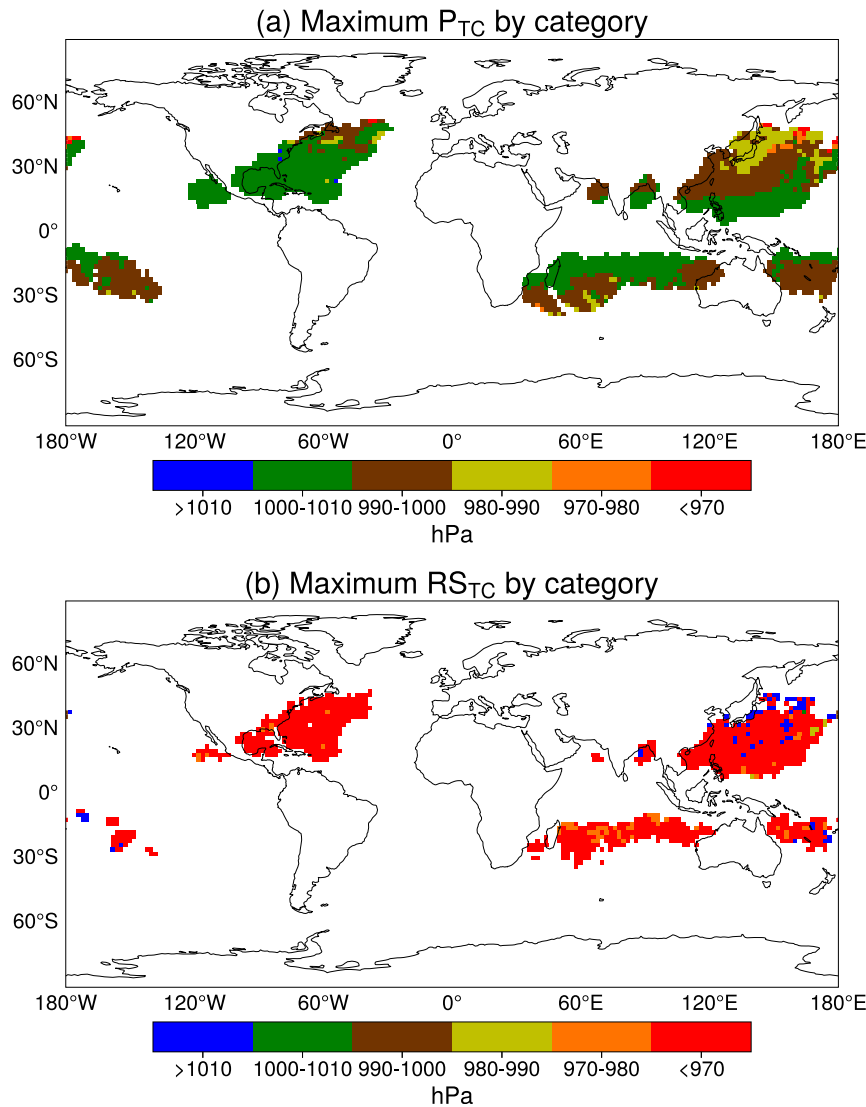 (a) Maximum P_TC by category
60°N
30°N
0°
30°S
60°S
180°W 120°W 60°W 0° 60°E 120°E 180°E
>1010 1000-1010 990-1000 980-990 970-980 <970
hPa
(b) Maximum RS_TC by category
60°N
30°N
0°
30°S
60°S
180°W 120°W 60°W 0° 60°E 120°E 180°E
>1010 1000-1010 990-1000 980-990 970-980 <970
hPa